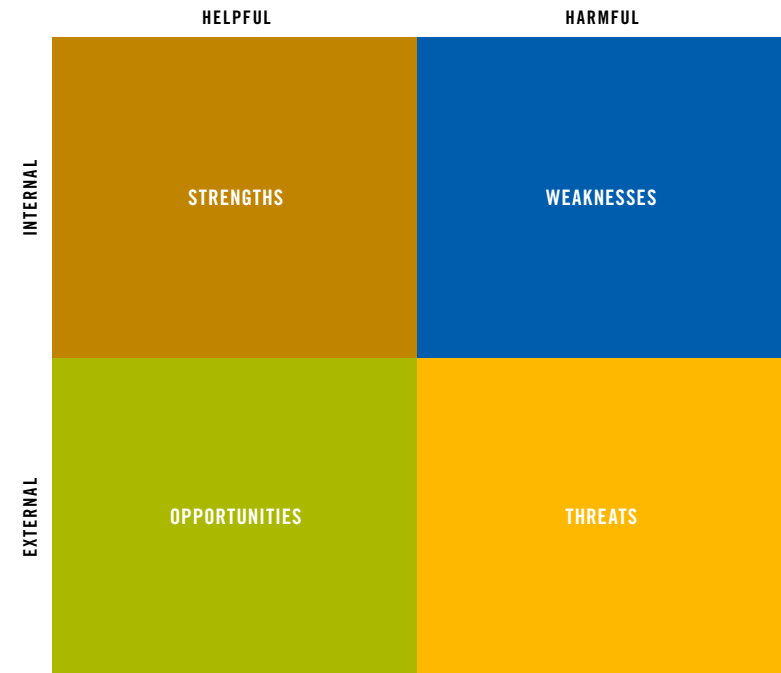 HELPFUL
HARMFUL
INTERNAL
STRENGTHS
WEAKNESSES
EXTERNAL
OPPORTUNITIES
THREATS